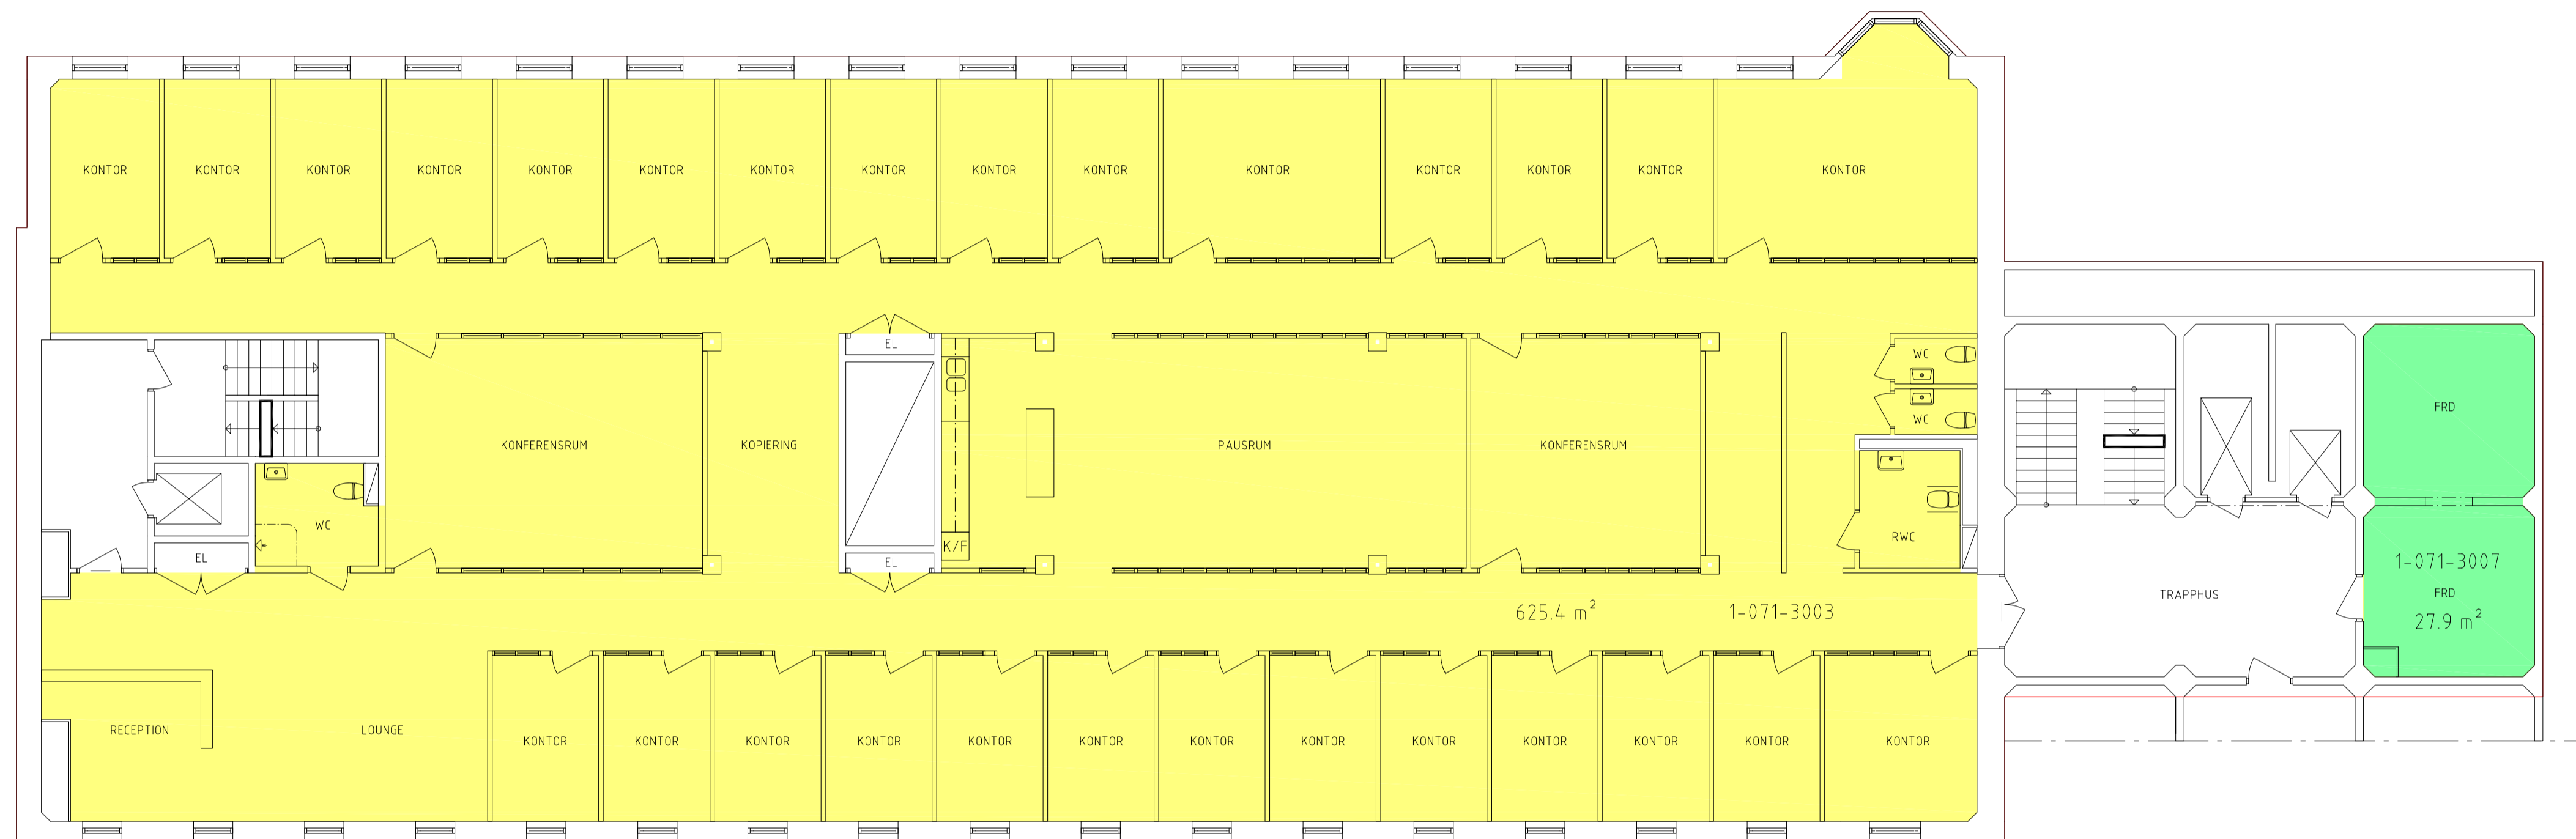 KONTOR KONTOR KONTOR KONTOR KONTOR KONTOR KONTOR KONTOR KONTOR KONTOR KONTOR KONTOR KONTOR KONTOR KONTOR
EL
WC
WC
FRD
KONFERENSRUM KOPIERING PAUSRUM KONFERENSRUM
WC
RWC
EL
K/F
EL
1-071-3007
TRAPPHUS
FRD
625.4 m²
1-071-3003
27.9 m²
RECEPTION LOUNGE
KONTOR KONTOR KONTOR KONTOR KONTOR KONTOR KONTOR KONTOR KONTOR KONTOR KONTOR KONTOR KONTOR